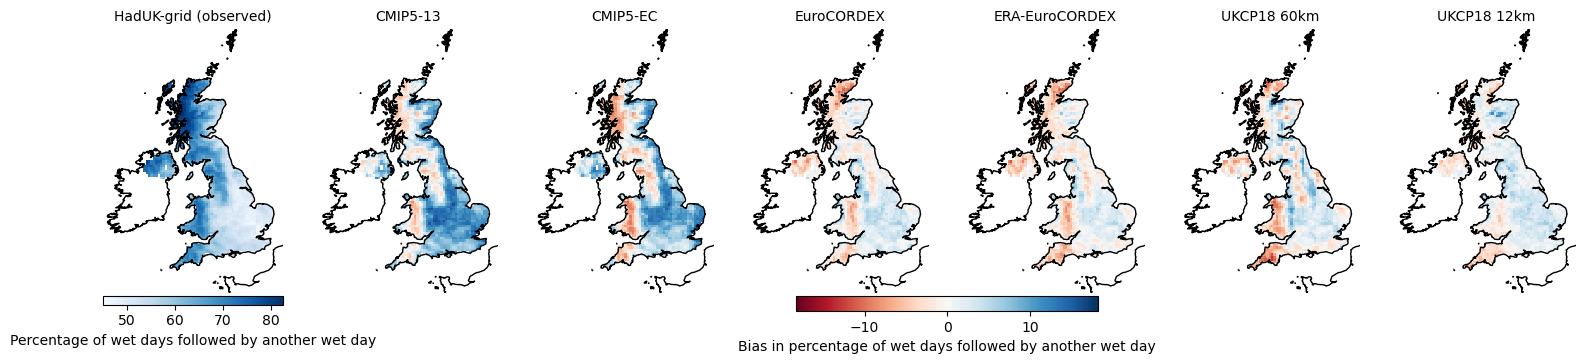 HadUK-grid (observed) CMIP5-13 CMIP5-EC EuroCORDEX ERA-EuroCORDEX UKCP18 60km UKCP18 12km
50 60 70 80
Percentage of wet days followed by another wet day
−10 0 10
Bias in percentage of wet days followed by another wet day